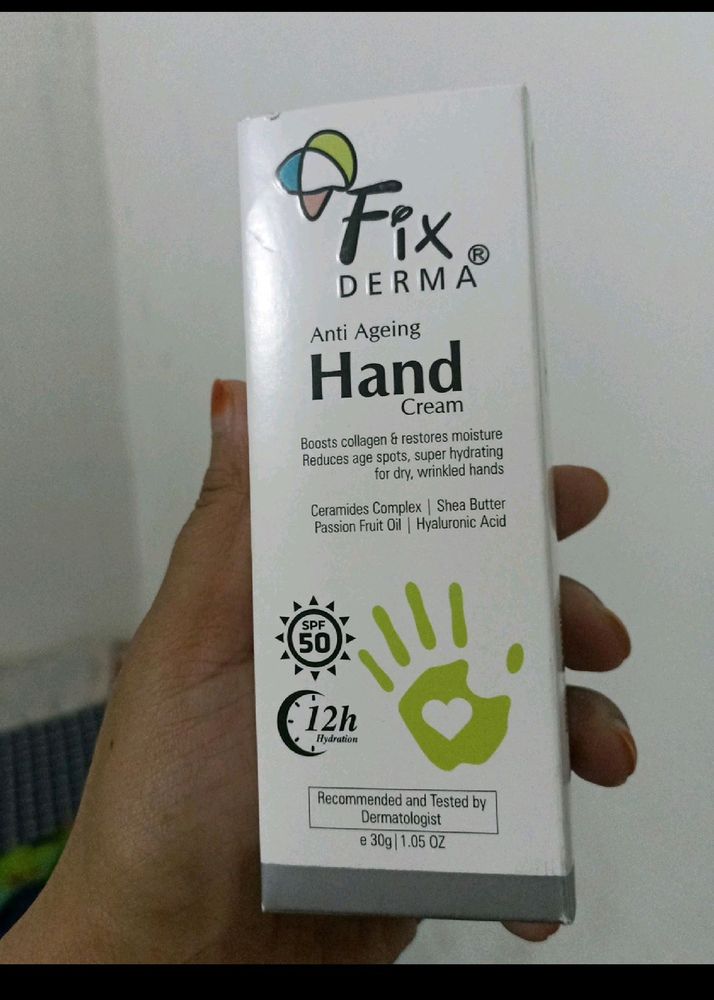 Fix
DERMA®
Anti Ageing
Hand
Cream
Boosts collagen & restores moisture
Reduces age spots, super hydrating
for dry, wrinkled hands
Ceramides Complex | Shea Butter
Passion Fruit Oil | Hyaluronic Acid
SPF
50
12h
Hydration
Recommended and Tested by
Dermatologist
e 30g|1.05 OZ